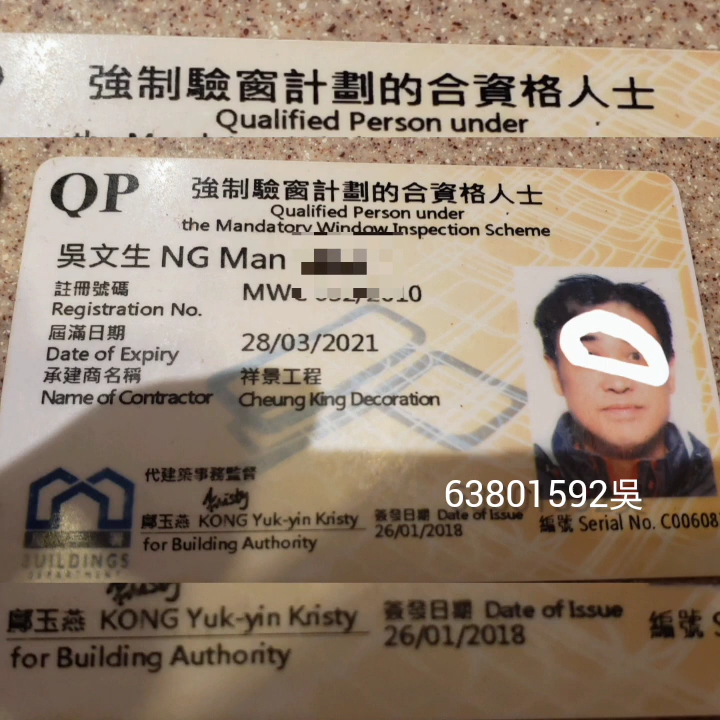 強制驗窗計劃的合資格人士
Qualified Person under
QP
強制驗窗計劃的合資格人士
Qualified Person under
the Mandatory Window Inspection Scheme
吳文生 NG Man
註冊號碼
Registration No.
屆滿日期
Date of Expiry
28/03/2021
承建商名稱
Name of Contractor
祥景工程
Cheung King Decoration
代建築事務監督
Kristy
鄺玉燕 KONG Yuk-yin Kristy
for Building Authority
簽發日期 Date of Issue
26/01/2018
63801592吳
編號 Serial No. C00608
BUILDINGS
DEPARTMENT
鄺玉燕 KONG Yuk-yin Kristy
for Building Authority
簽發日期 Date of Issue
26/01/2018
編號